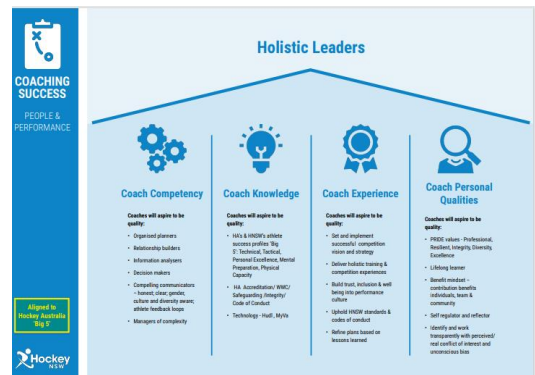 COACHING
SUCCESS
PEOPLE &
PERFORMANCE
Aligned to
Hockey Australia
'Big 5'
Hockey
NSW
Holistic Leaders
Coach Competency
Coaches will aspire to be
quality:
• Organised planners
• Relationship builders
• Information analysers
• Decision makers
• Compelling communicators
– honest, clear, gender,
culture and diversity aware;
athlete feedback loops
• Managers of complexity
Coach Knowledge
Coaches will aspire to be
quality:
• HA's & HNSW's athlete
success profiles 'Big
5': Technical, Tactical,
Personal Excellence, Mental
Preparation, Physical
Capacity
• HA Accreditation/ WWC/
Safeguarding /Integrity/
Code of Conduct
• Technology - Hudl , MyVa
Coach Experience
Coaches will aspire to be
quality:
• Set and implement
successful competition
vision and strategy
• Deliver holistic training &
competition experiences
• Build trust, inclusion & well
being into performance
culture
• Uphold HNSW standards &
codes of conduct
• Refine plans based on
lessons learned
Coach Personal
Qualities
Coaches will aspire to be
quality:
• PRIDE values - Professional,
Resilient, Integrity, Diversity,
Excellence
• Lifelong learner
• Benefit mindset –
contribution benefits
individuals, team &
community
• Self regulator and reflector
• Identify and work
transparently with perceived/
real conflict of interest and
unconscious bias